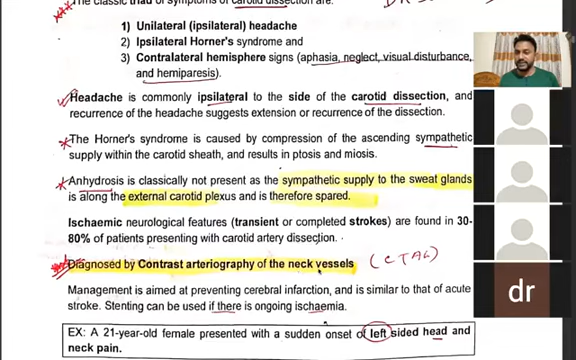 The classic triad of symptoms of carotid dissection are:
1) Unilateral (ipsilateral) headache
2) Ipsilateral Horner's syndrome and
3) Contralateral hemisphere signs (aphasia, neglect, visual disturbance,
and hemiparesis).
Headache is commonly ipsilateral to the side of the carotid dissection, and
recurrence of the headache suggests extension or recurrence of the dissection.
The Horner's syndrome is caused by compression of the ascending sympathetic
supply within the carotid sheath, and results in ptosis and miosis.
Anhydrosis is classically not present as the sympathetic supply to the sweat glands
is along the external carotid plexus and is therefore spared.
Ischaemic neurological features (transient or completed strokes) are found in 30-
80% of patients presenting with carotid artery dissection.
Diagnosed by Contrast arteriography of the neck vessels (CTAG)
Management is aimed at preventing cerebral infarction, and is similar to that of acute
stroke. Stenting can be used if there is ongoing ischaemia.
EX: A 21-year-old female presented with a sudden onset of left sided head and
neck pain.
dr